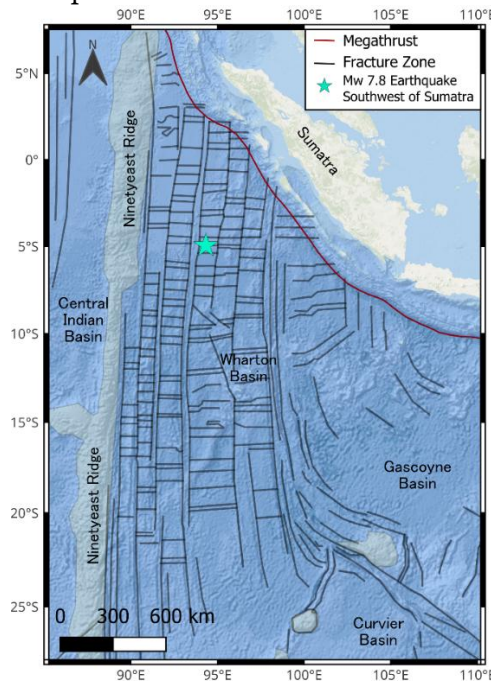 90°E
95°E
100°E
105°E
110°E
N
Megathrust
Fracture Zone
Mw 7.8 Earthquake
Southwest of Sumatra
5°N
0°
5°S
10°S
15°S
20°S
25°S
Ninetyeast Ridge
Sumatra
Central
Indian
Basin
Wharton
Basin
Ninetyeast Ridge
Gascoyne
Basin
Curvier
Basin
0 300 600 km
90°E
95°E
100°E
105°E
110°E